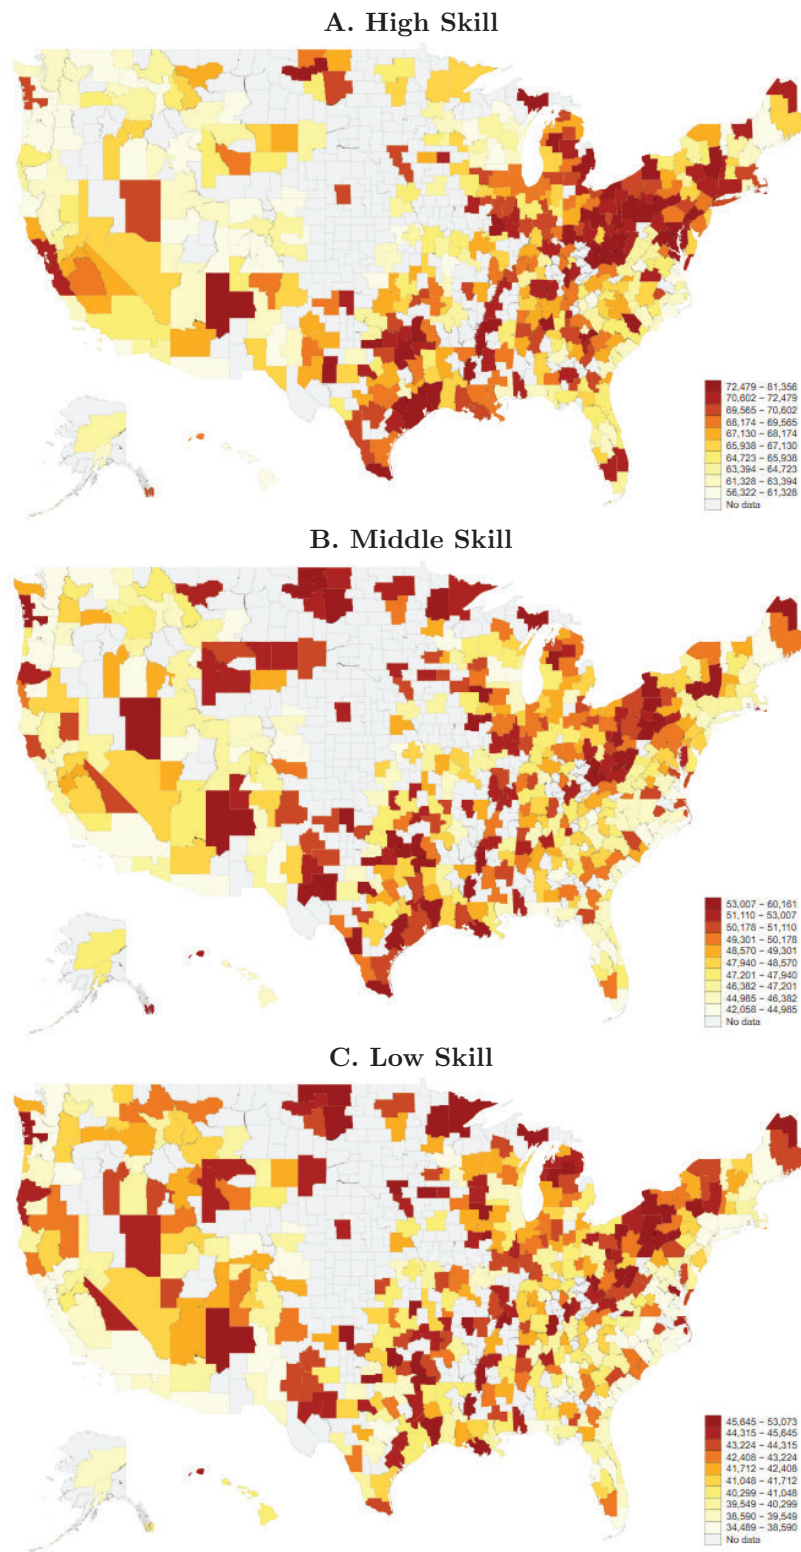 A. High Skill
72,479 – 81,356
70,602 – 72,479
69,565 – 70,602
68,174 – 69,565
67,130 – 68,174
65,938 – 67,130
64,723 – 65,938
63,394 – 64,723
61,328 – 63,394
56,322 – 61,328
No data
B. Middle Skill
53,007 – 60,161
51,110 – 53,007
50,178 – 51,110
49,301 – 50,178
48,570 – 49,301
47,940 – 48,570
47,201 – 47,940
46,382 – 47,201
44,985 – 46,382
42,058 – 44,985
No data
C. Low Skill
45,645 – 53,073
44,315 – 45,645
43,224 – 44,315
42,408 – 43,224
41,712 – 42,408
41,048 – 41,712
40,299 – 41,048
39,549 – 40,299
38,590 – 39,549
34,489 – 38,590
No data